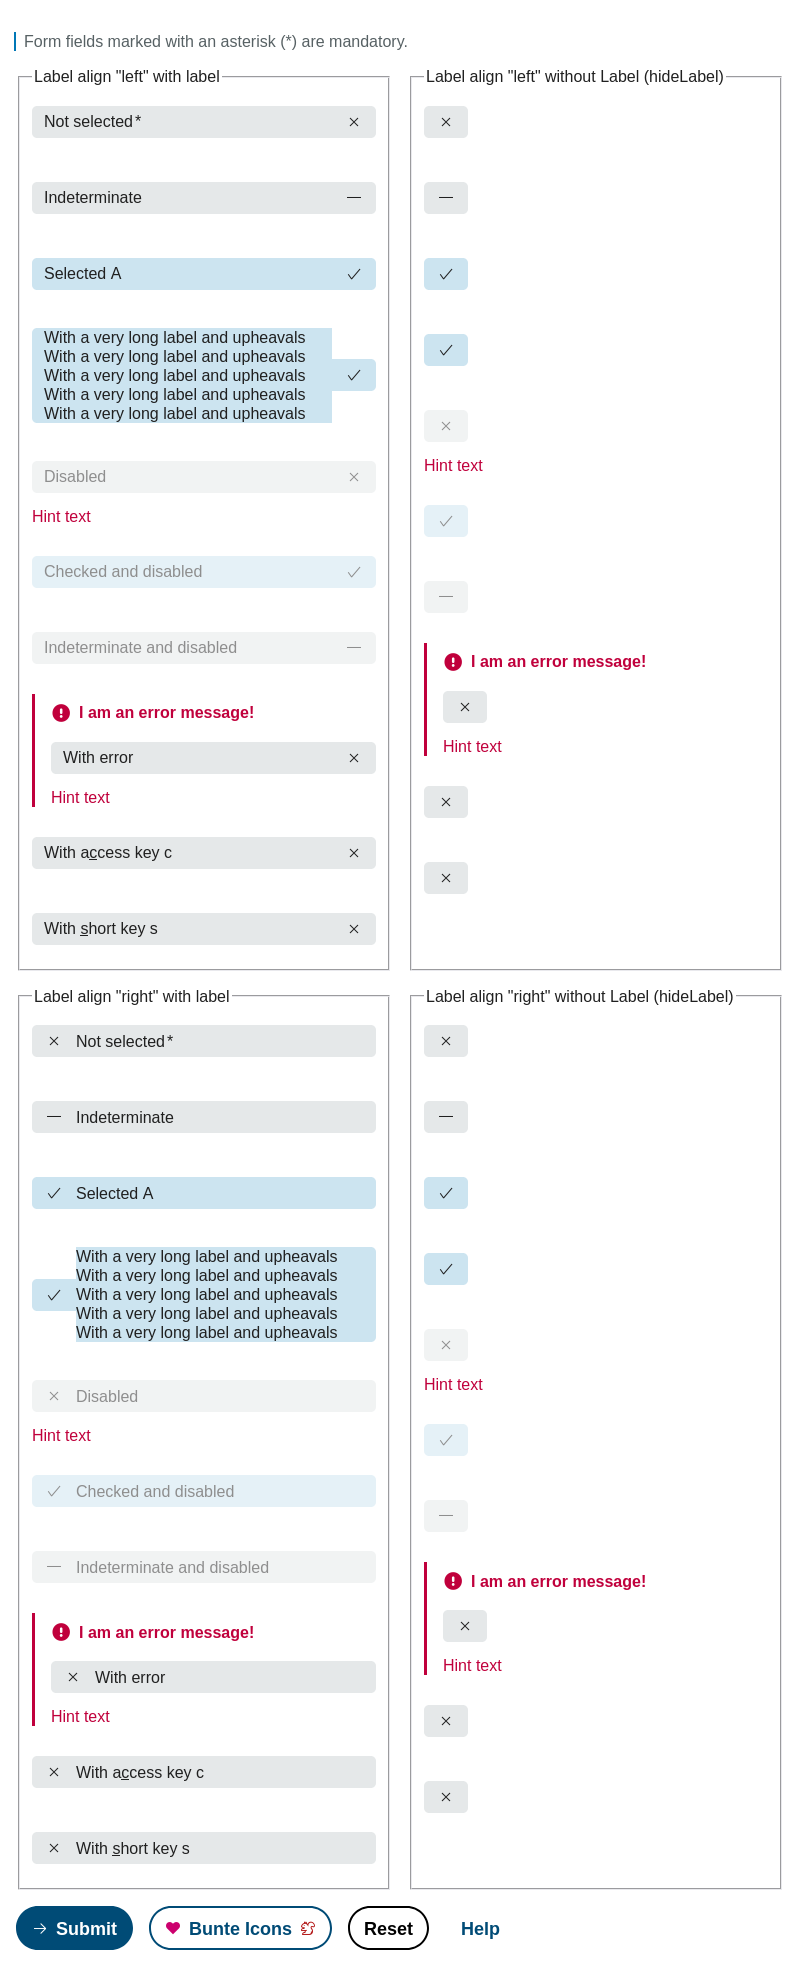 Form fields marked with an asterisk (*) are mandatory.
Label align "left" with label
Not selected*
Indeterminate
Selected A
With a very long label and upheavals
With a very long label and upheavals
With a very long label and upheavals
With a very long label and upheavals
With a very long label and upheavals
Disabled
Hint text
Checked and disabled
Indeterminate and disabled
I am an error message!
With error
Hint text
With access key c
With short key s
Label align "left" without Label (hideLabel)
Hint text
I am an error message!
Hint text
Label align "right" with label
Not selected*
Indeterminate
Selected A
With a very long label and upheavals
With a very long label and upheavals
With a very long label and upheavals
With a very long label and upheavals
With a very long label and upheavals
Disabled
Hint text
Checked and disabled
Indeterminate and disabled
I am an error message!
With error
Hint text
With access key c
With short key s
Label align "right" without Label (hideLabel)
Hint text
I am an error message!
Hint text
Submit
Bunte Icons
Reset
Help